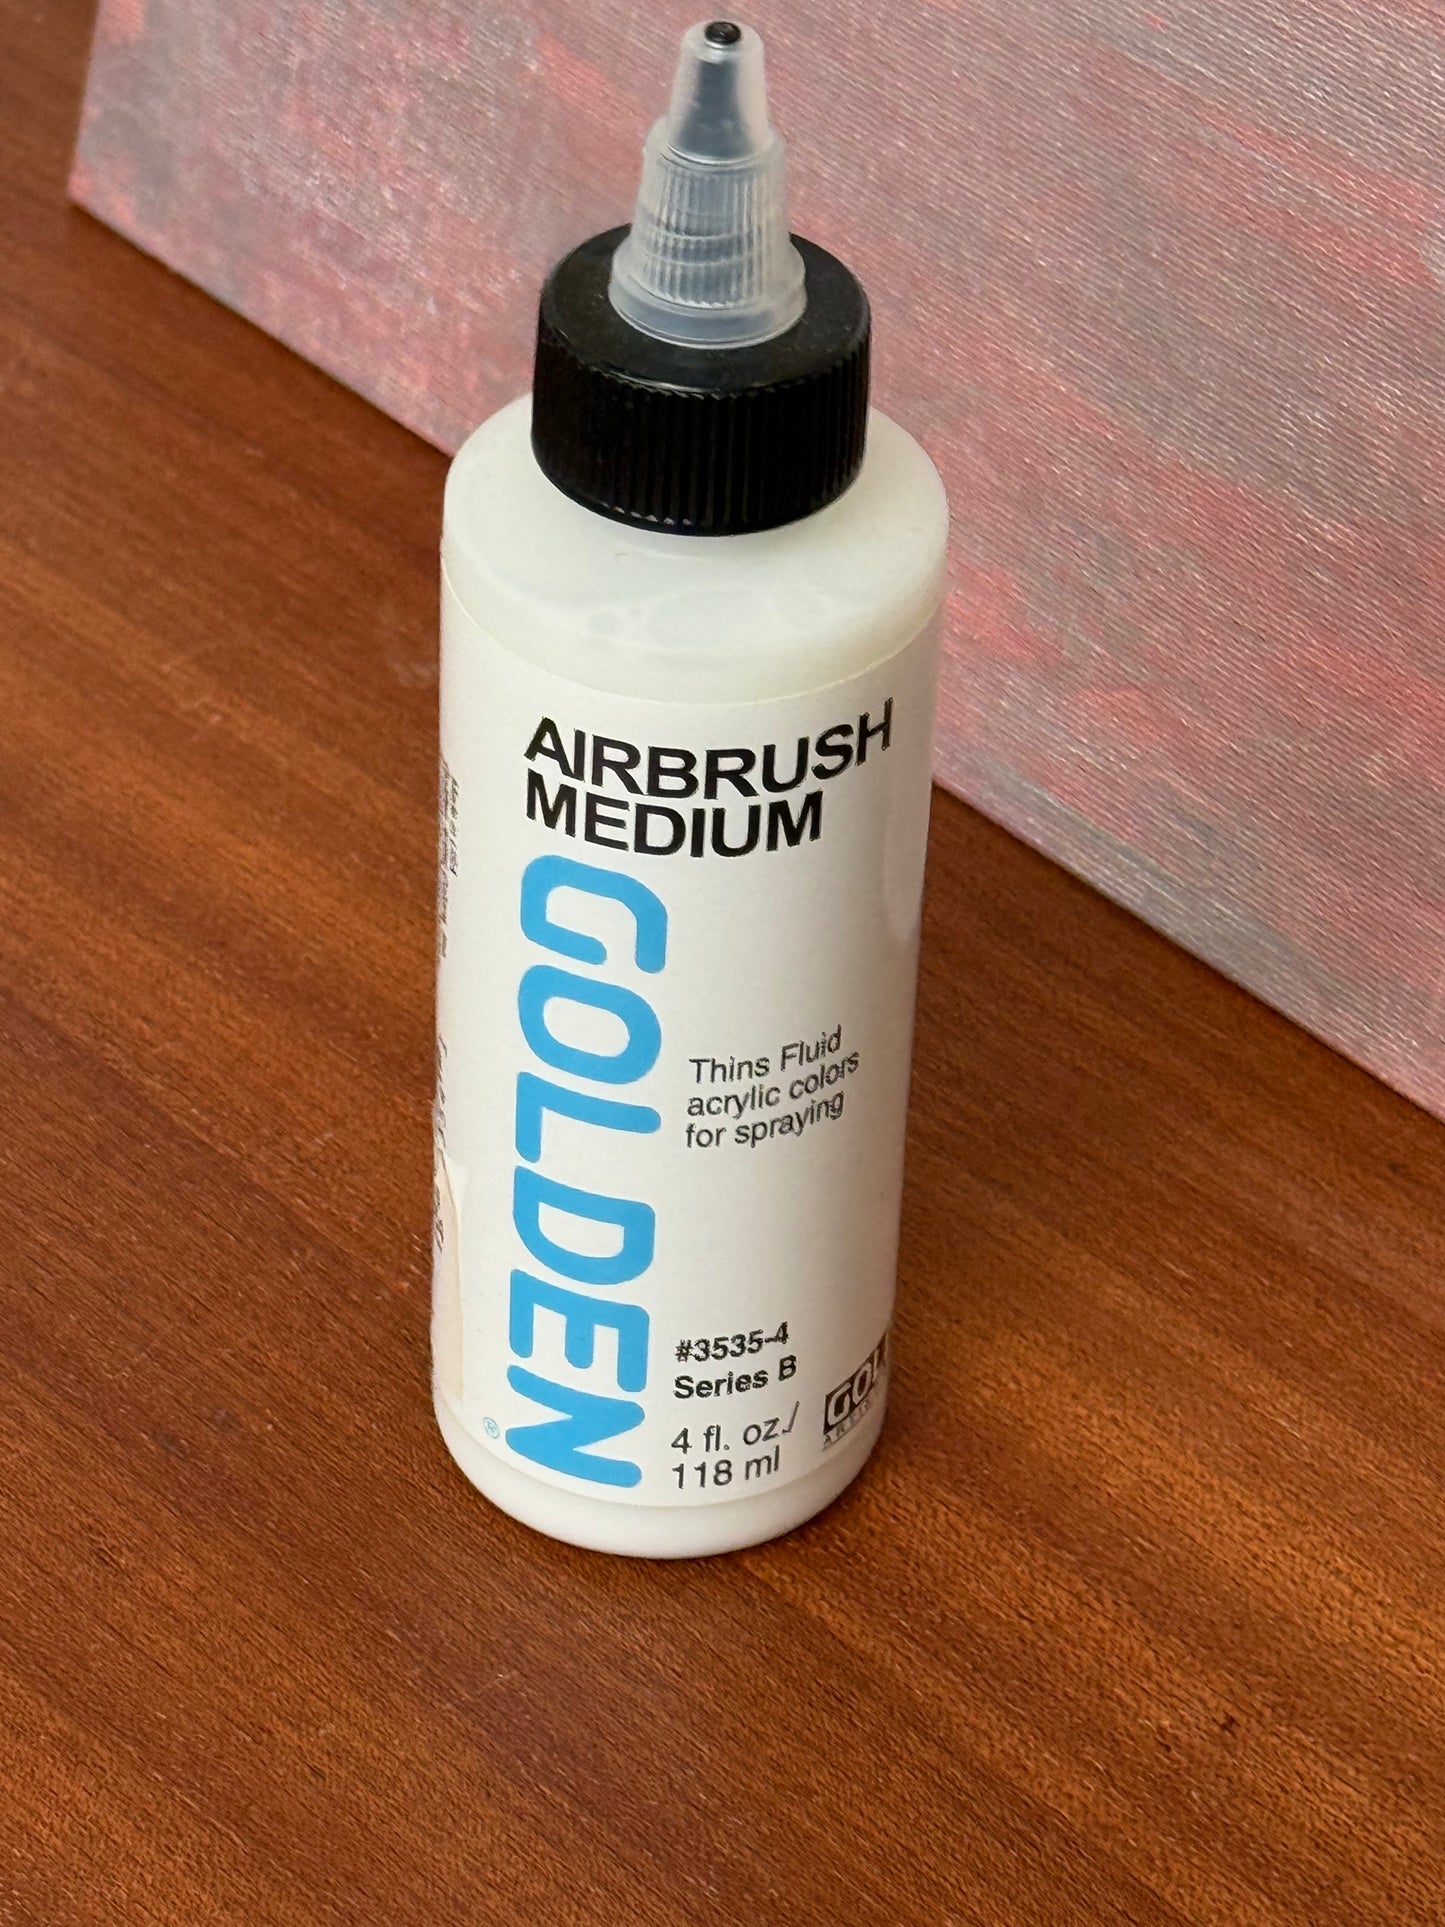 AIRBRUSH
MEDIUM
GOLDEN
Thins Fluid
acrylic colors
for spraying
#3535-4
Series B
4 fl. oz./
118 ml